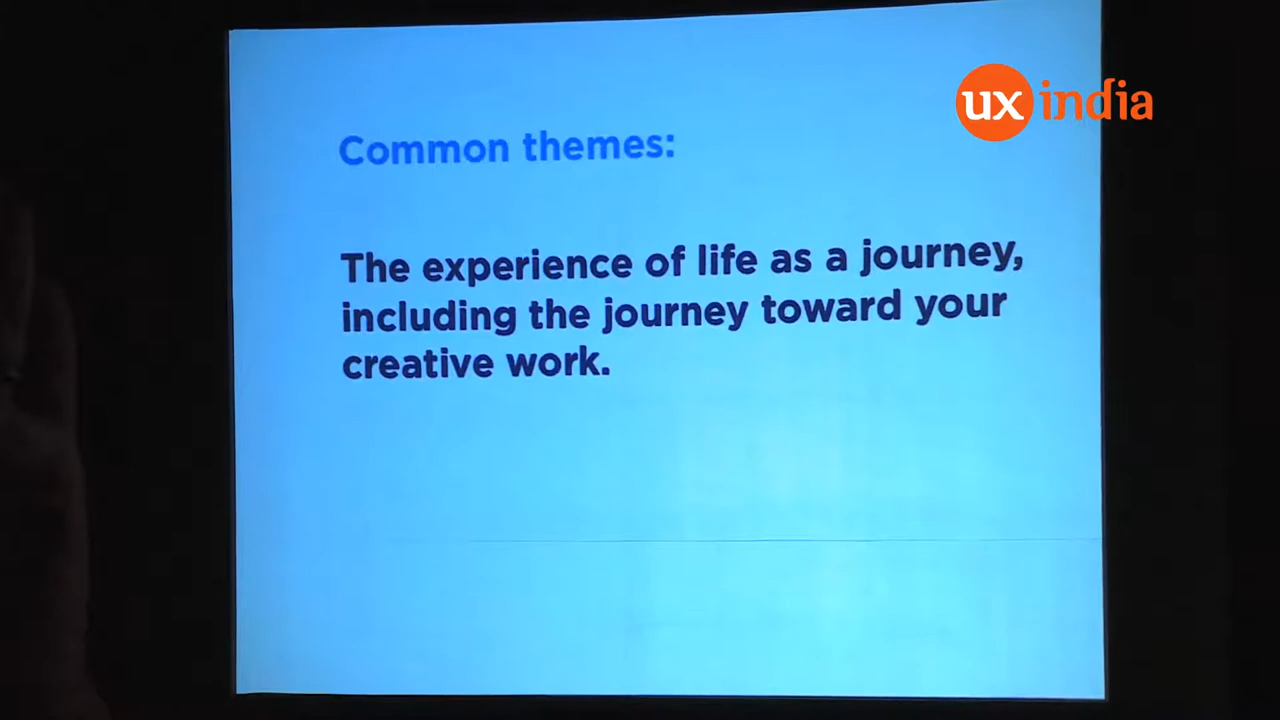 ux india
Common themes:
The experience of life as a journey,
including the journey toward your
creative work.